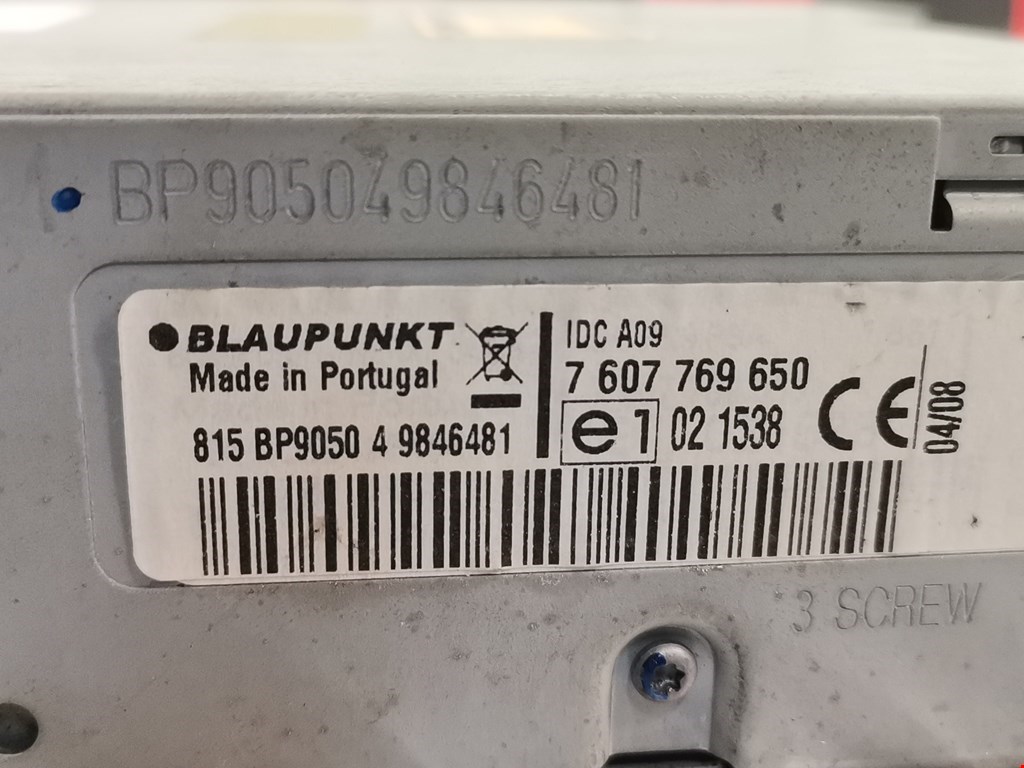 BP905049846481
BLAUPUNKT
Made in Portugal
815 BP9050 4 9846481
IDC A09
7 607 769 650
e1 02 1538 CE
04/08
3 SCREW